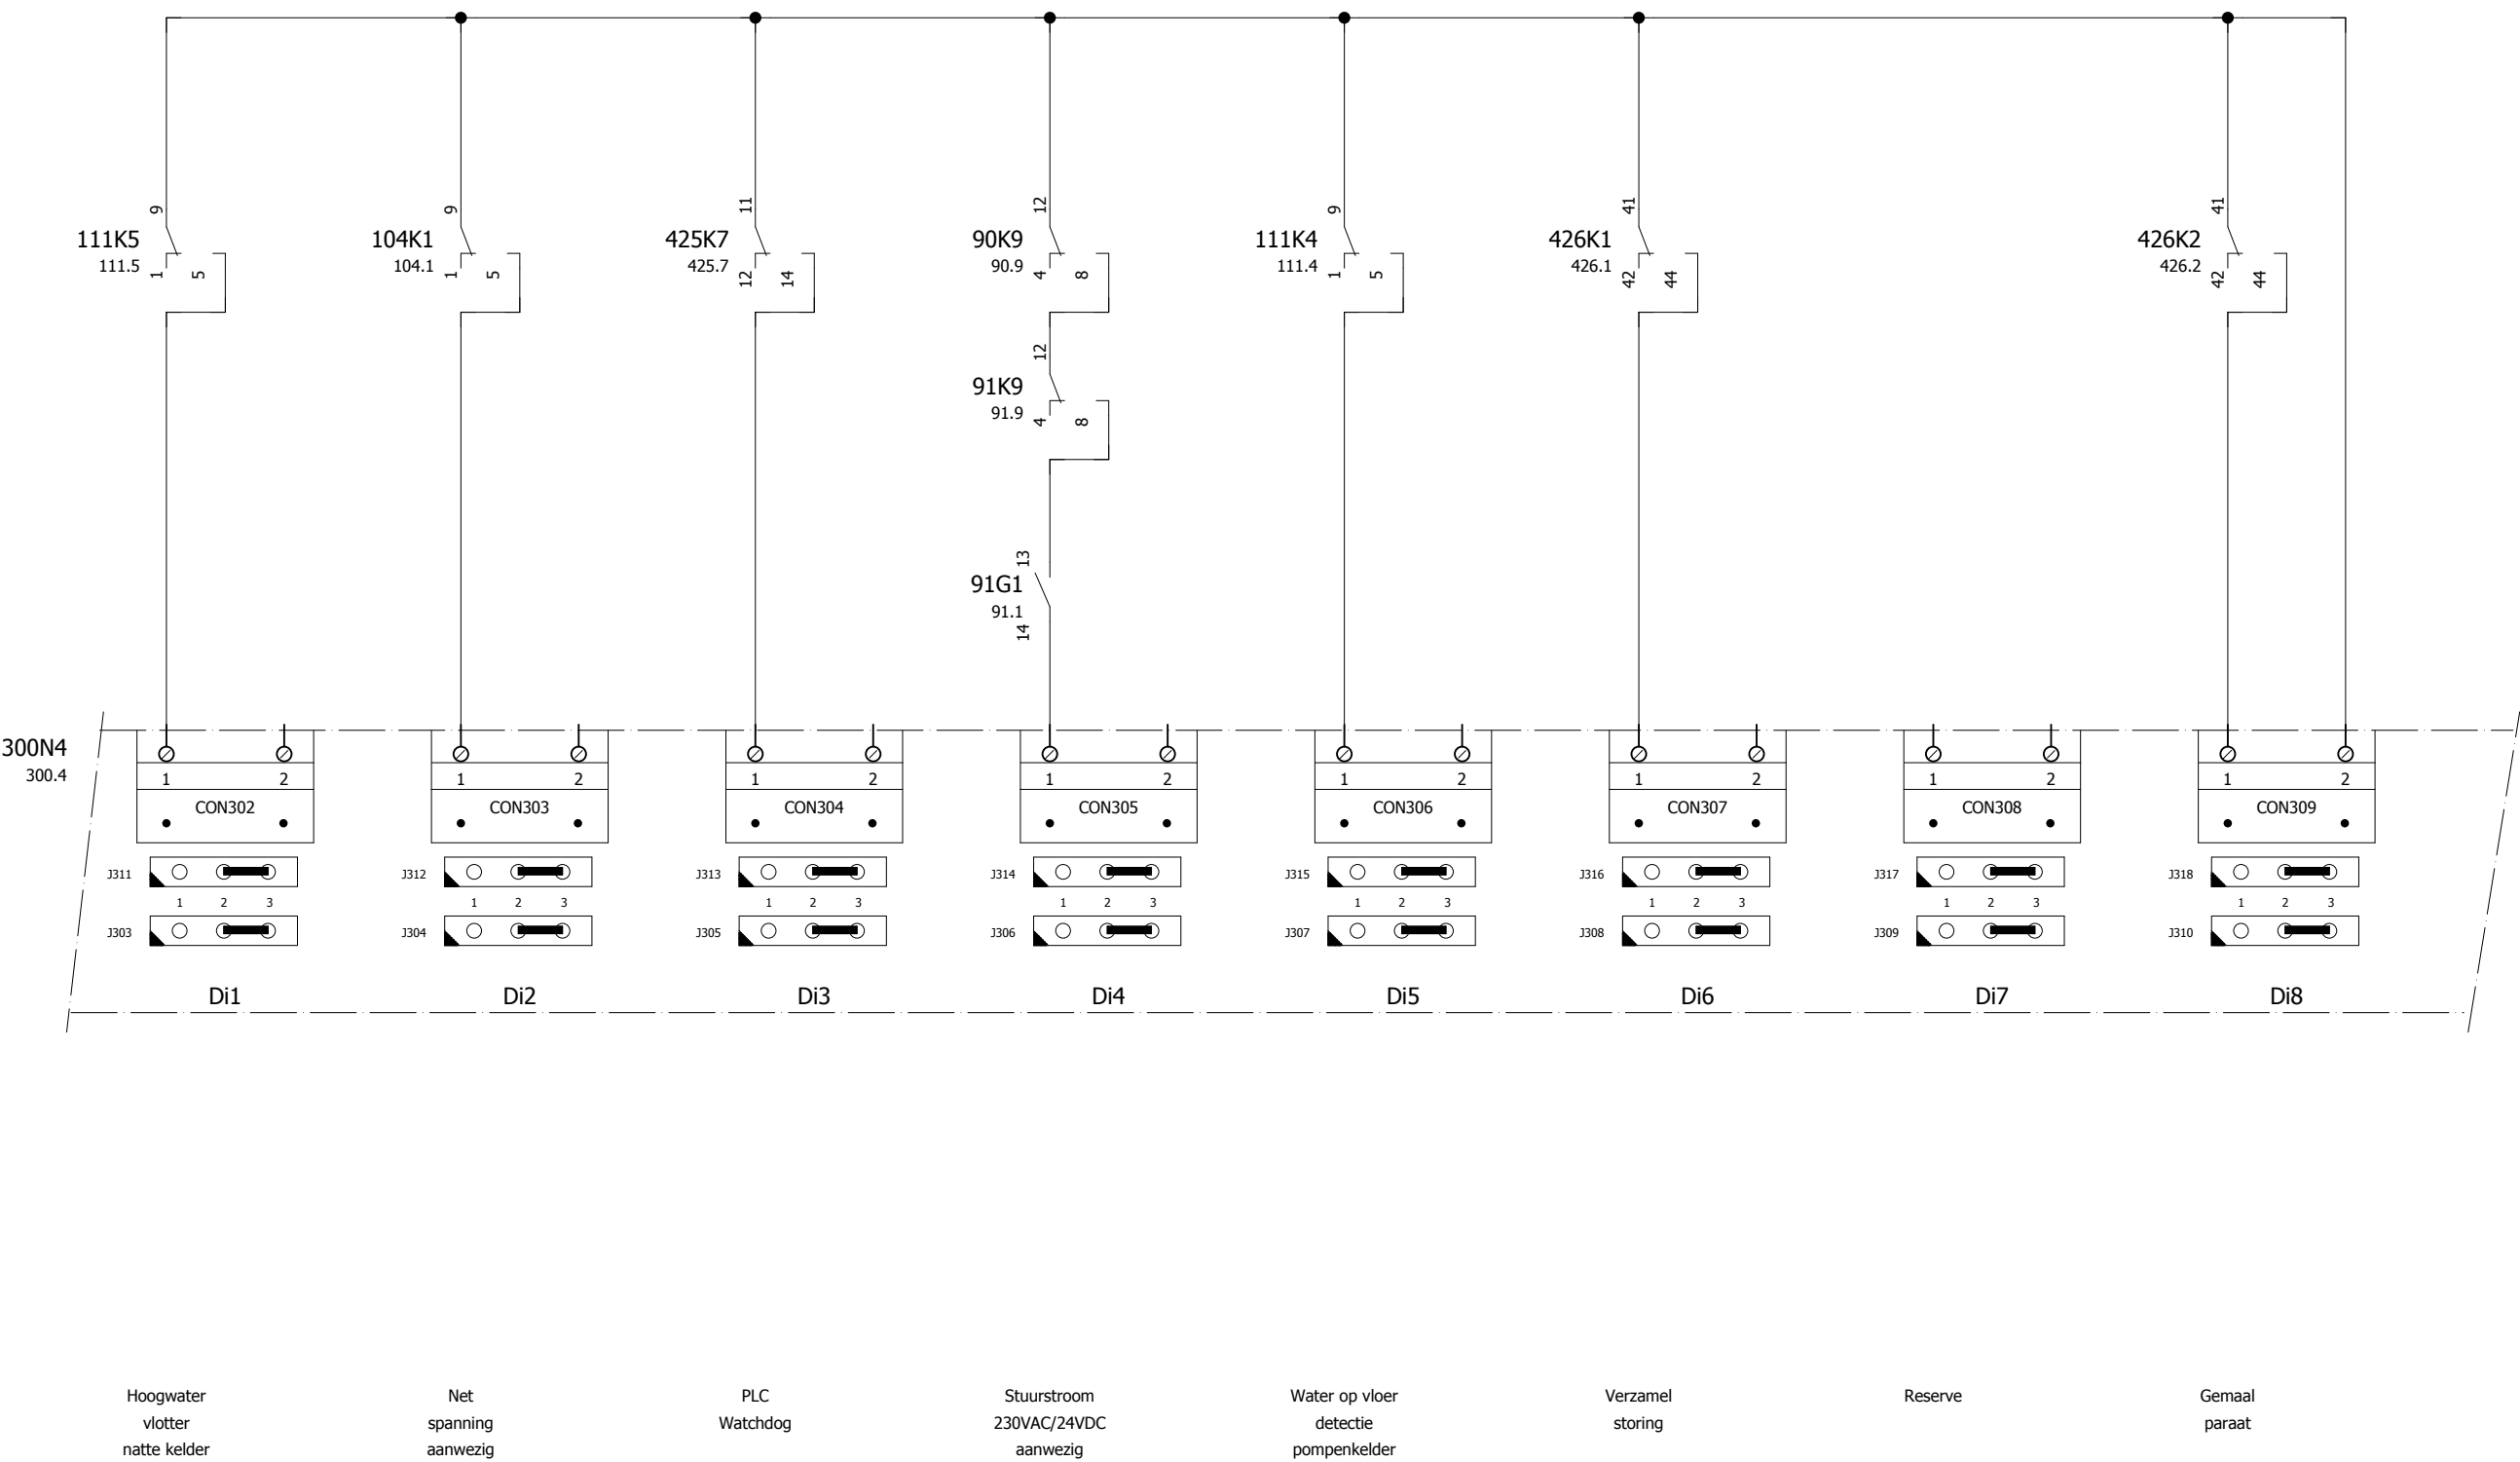 9
9
11
12
9
41
41
111K5
104K1
425K7
90K9
111K4
426K1
426K2
111.5
104.1
425.7
90.9
111.4
426.1
426.2
1 5
1 5
12 14
4 8
1 5
42 44
42 44
12
91K9
91.9
4 8
13
91G1
91.1
14
300N4
300.4
1 2
1 2
1 2
1 2
1 2
1 2
1 2
1 2
CON302
CON303
CON304
CON305
CON306
CON307
CON308
CON309
J311
J312
J313
J314
J315
J316
J317
J318
1 2 3
1 2 3
1 2 3
1 2 3
1 2 3
1 2 3
1 2 3
1 2 3
J303
J304
J305
J306
J307
J308
J309
J310
Di1
Di2
Di3
Di4
Di5
Di6
Di7
Di8
Hoogwater
vlotter
natte kelder
Net
spanning
aanwezig
PLC
Watchdog
Stuurstroom
230VAC/24VDC
aanwezig
Water op vloer
detectie
pompenkelder
Verzamel
storing
Reserve
Gemaal
paraat